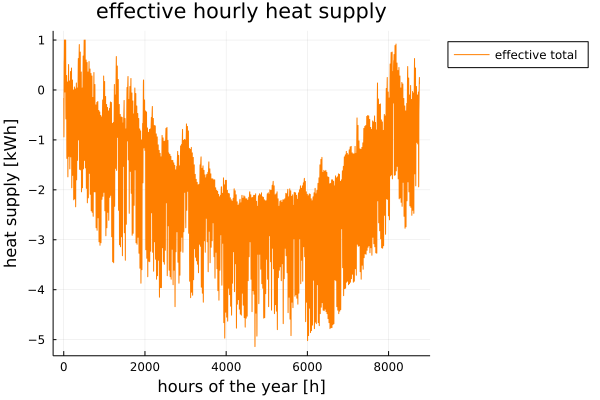 effective hourly heat supply
effective total
heat supply [kWh]
1
0
−1
−2
−3
−4
−5
0 2000 4000 6000 8000
hours of the year [h]